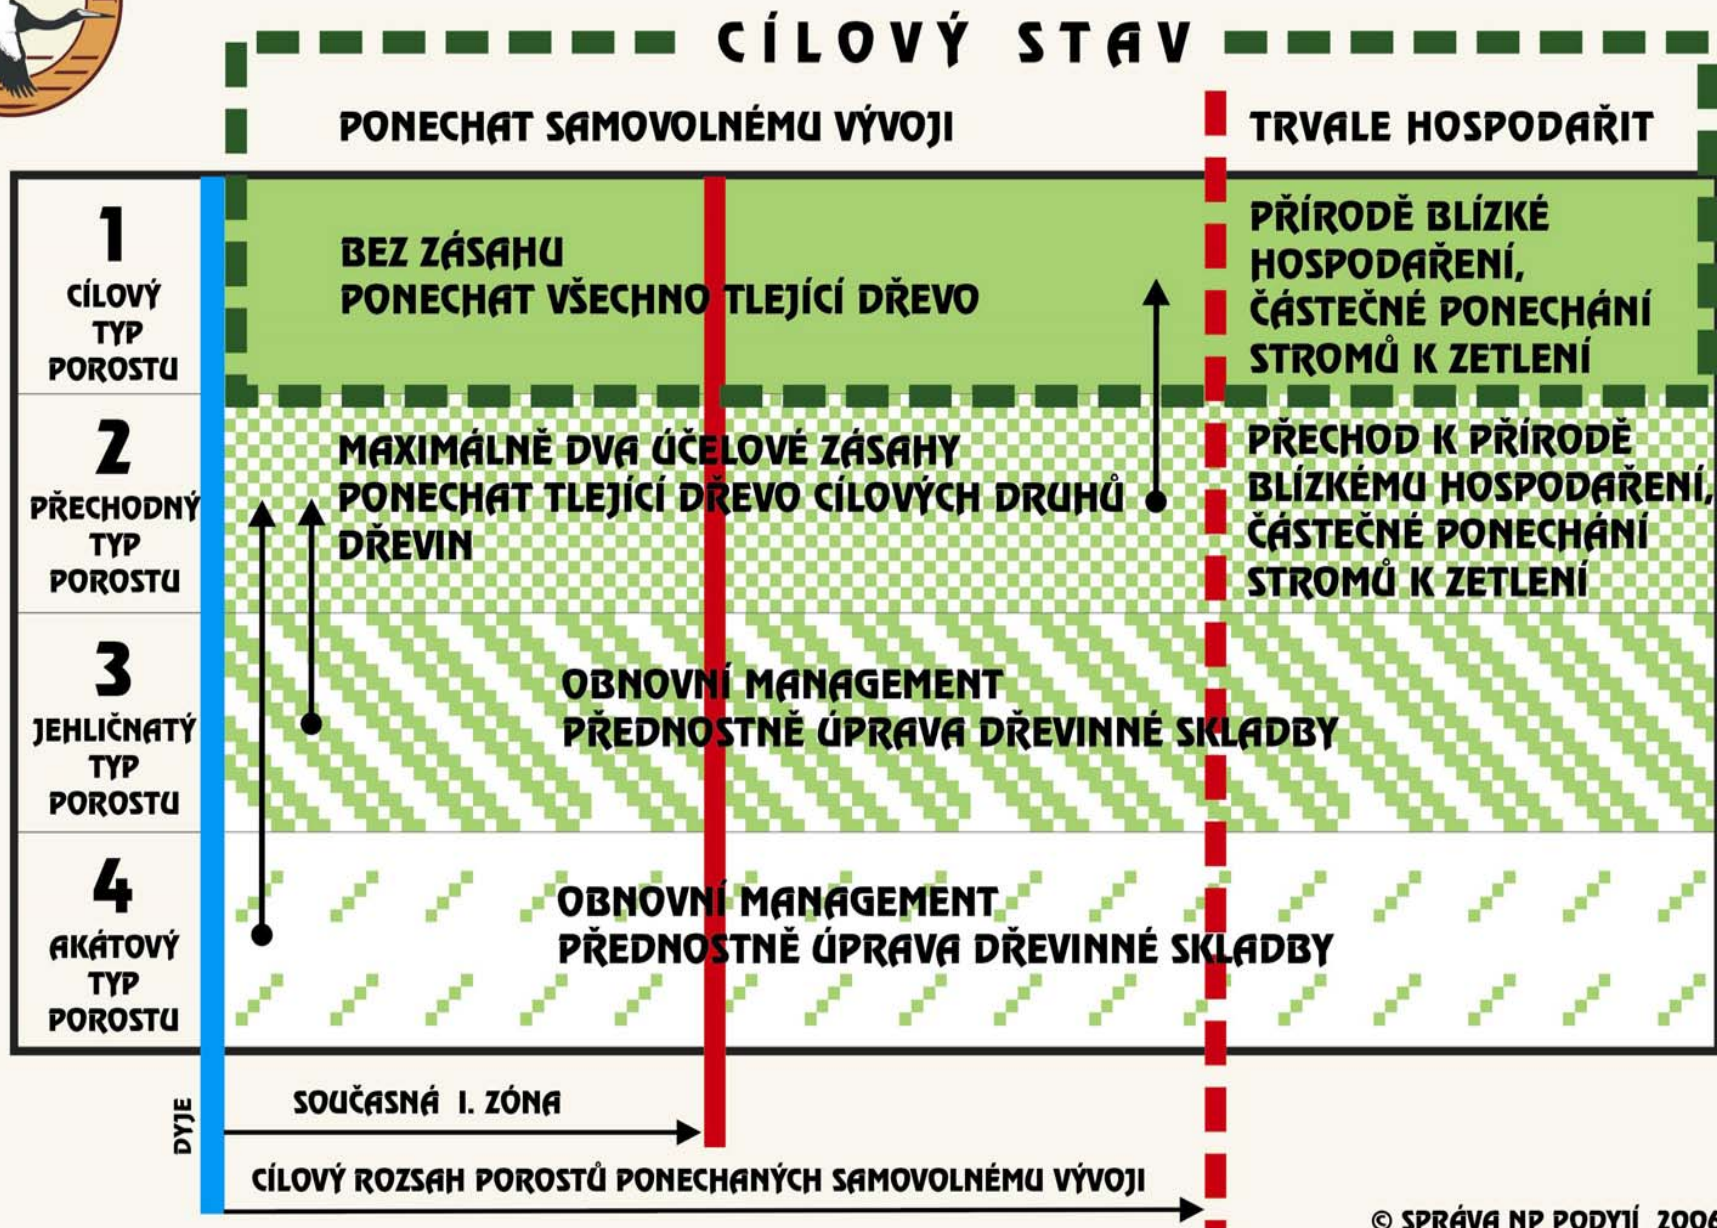 CÍLOVÝ STAV
PONECHAT SAMOVOLNÉMU VÝVOJI
TRVALE HOSPODAŘIT
1
CÍLOVÝ
TYP
POROSTU
BEZ ZÁSAHU
PONECHAT VŠECHNO TLEJÍCÍ DŘEVO
PŘÍRODĚ BLÍZKÉ
HOSPODAŘENÍ,
ČÁSTEČNÉ PONECHÁNÍ
STROMŮ K ZETLENÍ
2
PŘECHODNÝ
TYP
POROSTU
MAXIMÁLNĚ DVA ÚČELOVÉ ZÁSAHY
PONECHAT TLEJÍCÍ DŘEVO CÍLOVÝCH DRUHŮ
DŘEVIN
PŘECHOD K PŘÍRODĚ
BLÍZKÉMU HOSPODAŘENÍ,
ČÁSTEČNÉ PONECHÁNÍ
STROMŮ K ZETLENÍ
3
JEHLIČNATÝ
TYP
POROSTU
OBNOVNÍ MANAGEMENT
PŘEDNOSTNĚ ÚPRAVA DŘEVINNÉ SKLADBY
4
AKÁTOVÝ
TYP
POROSTU
OBNOVNÍ MANAGEMENT
PŘEDNOSTNĚ ÚPRAVA DŘEVINNÉ SKLADBY
DYJE
SOUČASNÁ I. ZÓNA
CÍLOVÝ ROZSAH POROSTŮ PONECHANÝCH SAMOVOLNÉMU VÝVOJI
© SPRÁVA NP PODYJÍ 2006